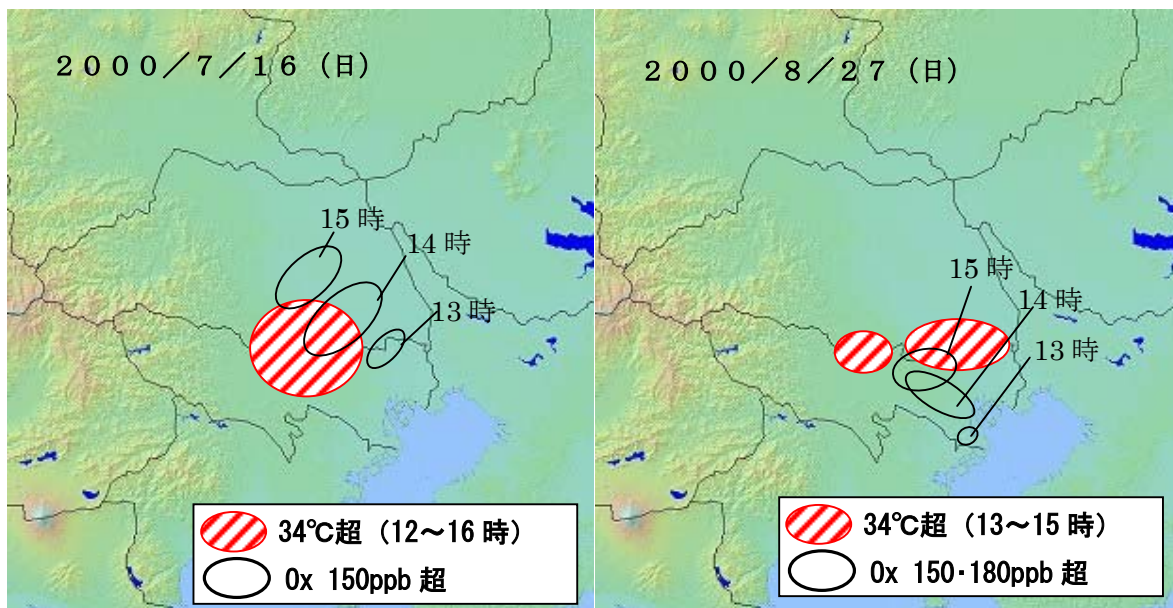 ２０００／７／１６（日）
15 時
14 時
13 時
34℃超（12～16 時）
Ox 150ppb 超
２０００／８／２７（日）
15 時
14 時
13 時
34℃超（13～15 時）
Ox 150･180ppb 超